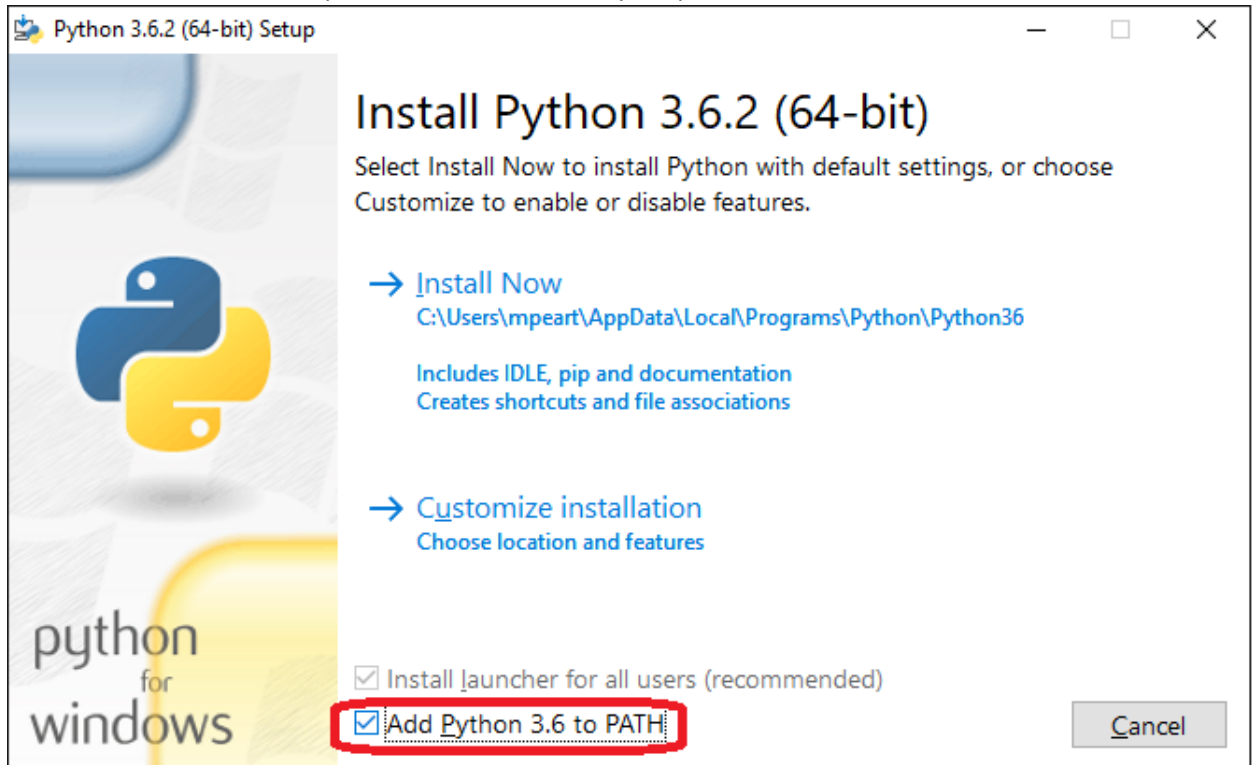 Python 3.6.2 (64-bit) Setup
Install Python 3.6.2 (64-bit)
Select Install Now to install Python with default settings, or choose
Customize to enable or disable features.
Install Now
C:\Users\mpeart\AppData\Local\Programs\Python\Python36
Includes IDLE, pip and documentation
Creates shortcuts and file associations
Customize installation
Choose location and features
python
for
windows
Install launcher for all users (recommended)
Add Python 3.6 to PATH
Cancel